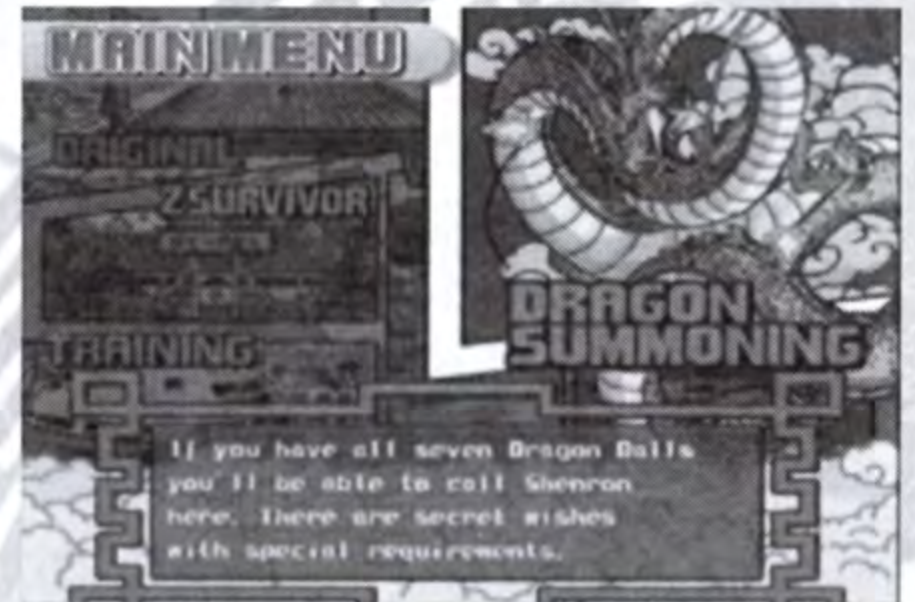 MAIN MENU
ORIGINAL
Z SURVIVOR
TRAINING
DRAGON
SUMMONING
If you have all seven Dragon Balls
you'll be able to call Shenron
here. There are secret wishes
with special requirements.